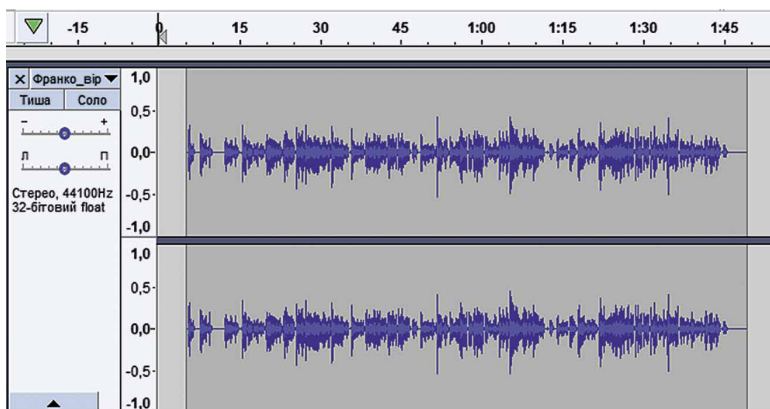 -15 0 15 30 45 1:00 1:15 1:30 1:45
Франко_вір
Тиша Соло
- +
Л П
Стерео, 44100Hz
32-бітовий float
1,0
0,5-
0,0-
-0,5-
-1,0
1,0
0,5-
0,0-
-0,5-
-1,0